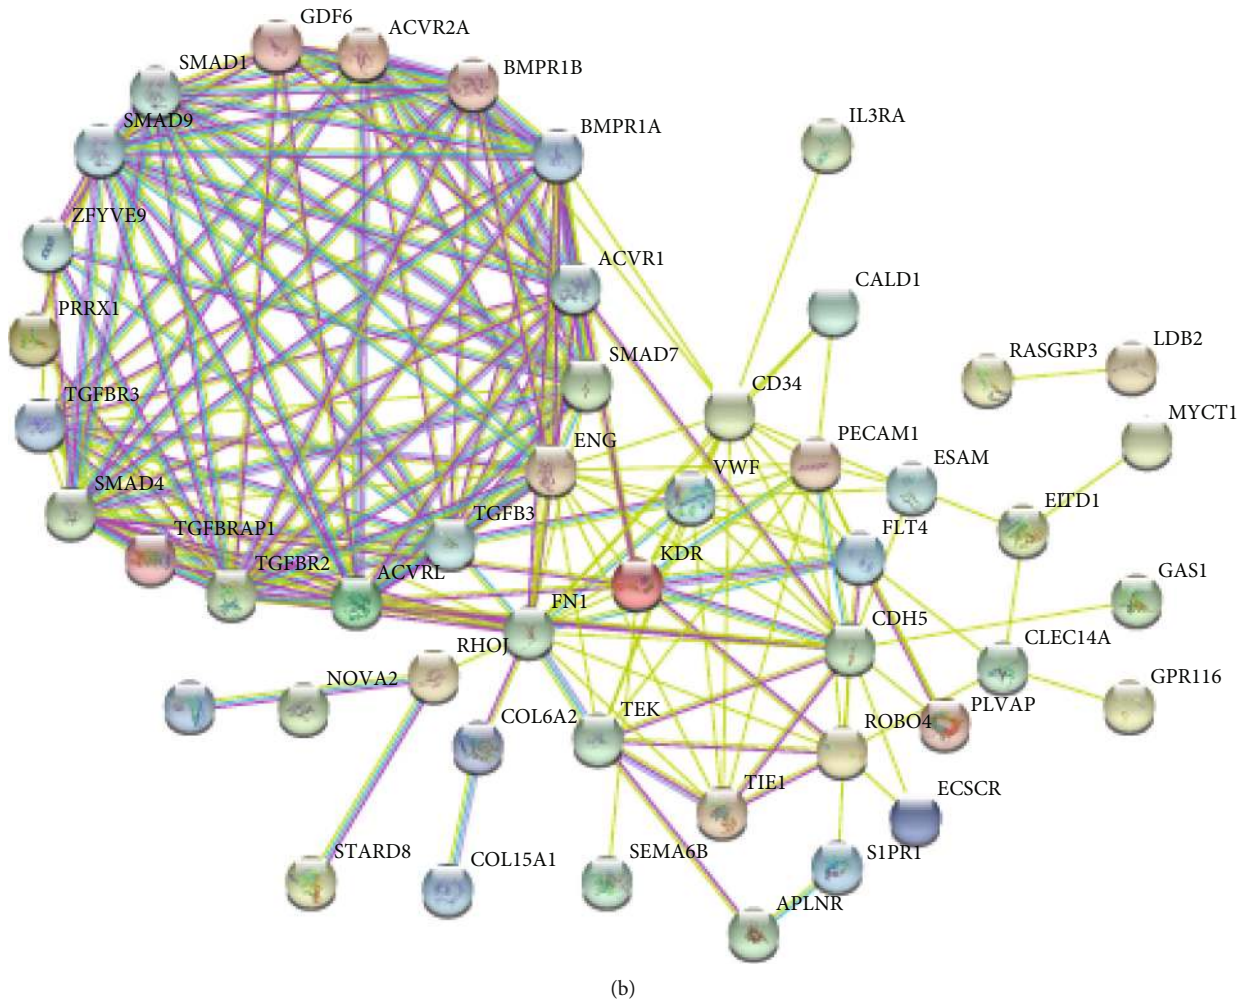 GDF6
ACVR2A
SMAD1
BMPR1B
SMAD9
BMPR1A
IL3RA
ZFYVE9
ACVR1
CALD1
PRRX1
SMAD7
RASGRP3
LDB2
TGFBR3
CD34
MYCT1
PECAM1
ENG
VWF
ESAM
SMAD4
TGFB3
EITD1
TGFBRAP1
FLT4
TGFBR2
ACVRL
KDR
GAS1
FN1
CDH5
CLEC14A
RHOJ
NOVA2
GPR116
COL6A2
TEK
PLVAP
ROBO4
TIE1
ECSCR
STARD8
COL15A1
SEMA6B
S1PR1
APLNR
(b)